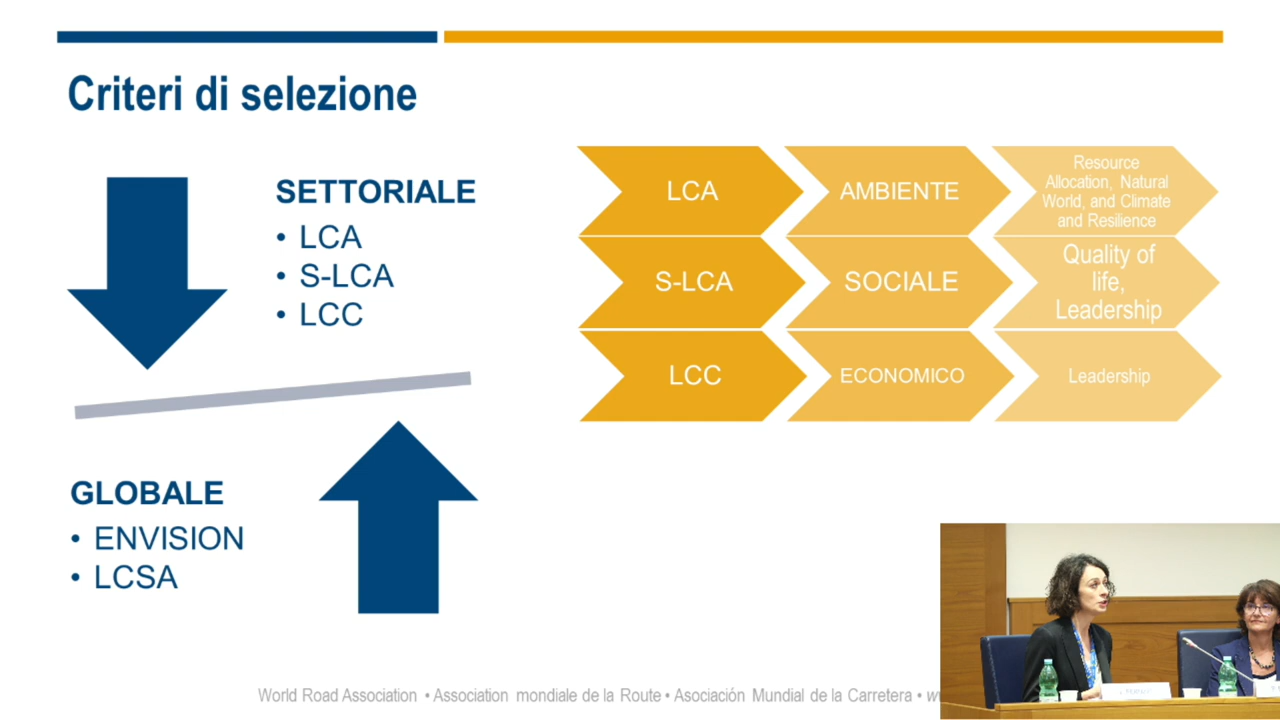 Criteri di selezione
SETTORIALE
• LCA
• S-LCA
• LCC
GLOBALE
• ENVISION
• LCSA
LCA
AMBIENTE
Resource
Allocation, Natural
World, and Climate
and Resilience
S-LCA
SOCIALE
Quality of
life,
Leadership
LCC
ECONOMICO
Leadership
World Road Association • Association mondiale de la Route • Asociación Mundial de la Carretera •